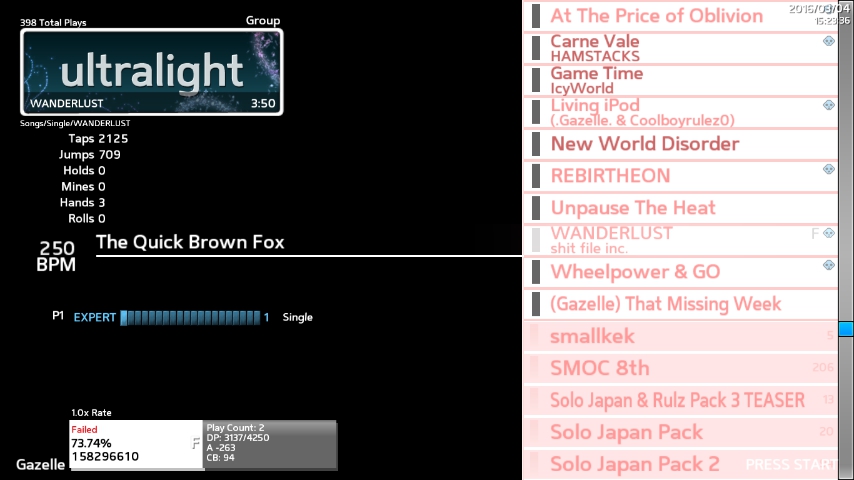 398 Total Plays
Group
ultralight
WANDERLUST
3:50
Songs/Single/WANDERLUST
Taps 2125
Jumps 709
Holds 0
Mines 0
Hands 3
Rolls 0
250
BPM
The Quick Brown Fox
P1 EXPERT 1 Single
1.0x Rate
Failed
73.74%
158296610
F
Play Count: 2
DP: 3137/4250
A -263
CB: 94
Gazelle
At The Price of Oblivion
15:23:35
Carne Vale
HAMSTACKS
Game Time
IcyWorld
Living iPod
(.Gazelle. & Coolboyrulez0)
New World Disorder
REBIRTHEON
Unpause The Heat
WANDERLUST
F
shit file inc.
Wheelpower & GO
(Gazelle) That Missing Week
smallkek
5
SMOC 8th
206
Solo Japan & Rulz Pack 3 TEASER
13
Solo Japan Pack
20
Solo Japan Pack 2
PRESS START